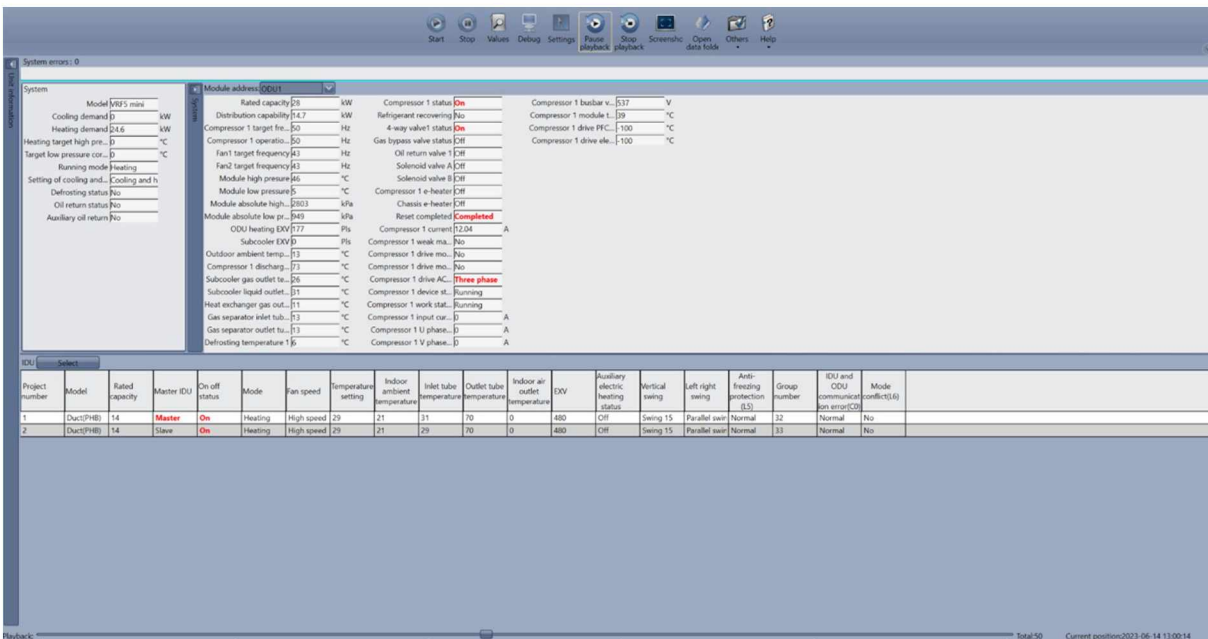 Start Stop Values Debug Settings Pause playback Stop playback Screensho Open data folde Others Help
System errors : 0
Unit information
System
Model VRF5 mini
Cooling demand 0 kW
Heating demand 24.6 kW
Heating target high pre... 0 °C
Target low pressure cor... 0 °C
Running mode Heating
Setting of cooling and... Cooling and h
Defrosting status No
Oil return status No
Auxiliary oil return No
System
Module address: ODU1
Rated capacity 28 kW
Distribution capability 14.7 kW
Compressor 1 target fre... 50 Hz
Compressor 1 operatio... 50 Hz
Fan1 target frequency 43 Hz
Fan2 target frequency 43 Hz
Module high presure 46 °C
Module low pressure 5 °C
Module absolute high... 2803 kPa
Module absolute low pr... 949 kPa
ODU heating EXV 177 Pls
Subcooler EXV 0 Pls
Outdoor ambient temp... 13 °C
Compressor 1 discharg... 73 °C
Subcooler gas outlet te... 26 °C
Subcooler liquid outlet... 31 °C
Heat exchanger gas out... 11 °C
Gas separator inlet tub... 13 °C
Gas separator outlet tu... 13 °C
Defrosting temperature 1 6 °C
Compressor 1 status On
Refrigerant recovering No
4-way valve1 status On
Gas bypass valve status Off
Oil return valve 1 Off
Solenoid valve A Off
Solenoid valve B Off
Compressor 1 e-heater Off
Chassis e-heater Off
Reset completed Completed
Compressor 1 current 12.04 A
Compressor 1 weak ma... No
Compressor 1 drive mo... No
Compressor 1 drive mo... No
Compressor 1 drive AC... Three phase
Compressor 1 device st... Running
Compressor 1 work stat... Running
Compressor 1 input cur... 0 A
Compressor 1 U phase... 0 A
Compressor 1 V phase... 0 A
Compressor 1 busbar v... 537 V
Compressor 1 module t... 39 °C
Compressor 1 drive PFC... -100 °C
Compressor 1 drive ele... -100 °C
IDU Select
Project number Model Rated capacity Master IDU On off status Mode Fan speed Temperature setting Indoor ambient temperature Inlet tube temperature Outlet tube temperature Indoor air outlet temperature EXV Auxiliary electric heating status Vertical swing Left right swing Anti-freezing protection (L5) Group number IDU and ODU communicat ion error(C0) Mode conflict(L6)
1 Duct(PHB) 14 Master On Heating High speed 29 21 31 70 0 480 Off Swing 15 Parallel swin Normal 32 Normal No
2 Duct(PHB) 14 Slave On Heating High speed 29 21 29 70 0 480 Off Swing 15 Parallel swin Normal 33 Normal No
Playback: Total:50 Current position:2023-06-14 13:00:14